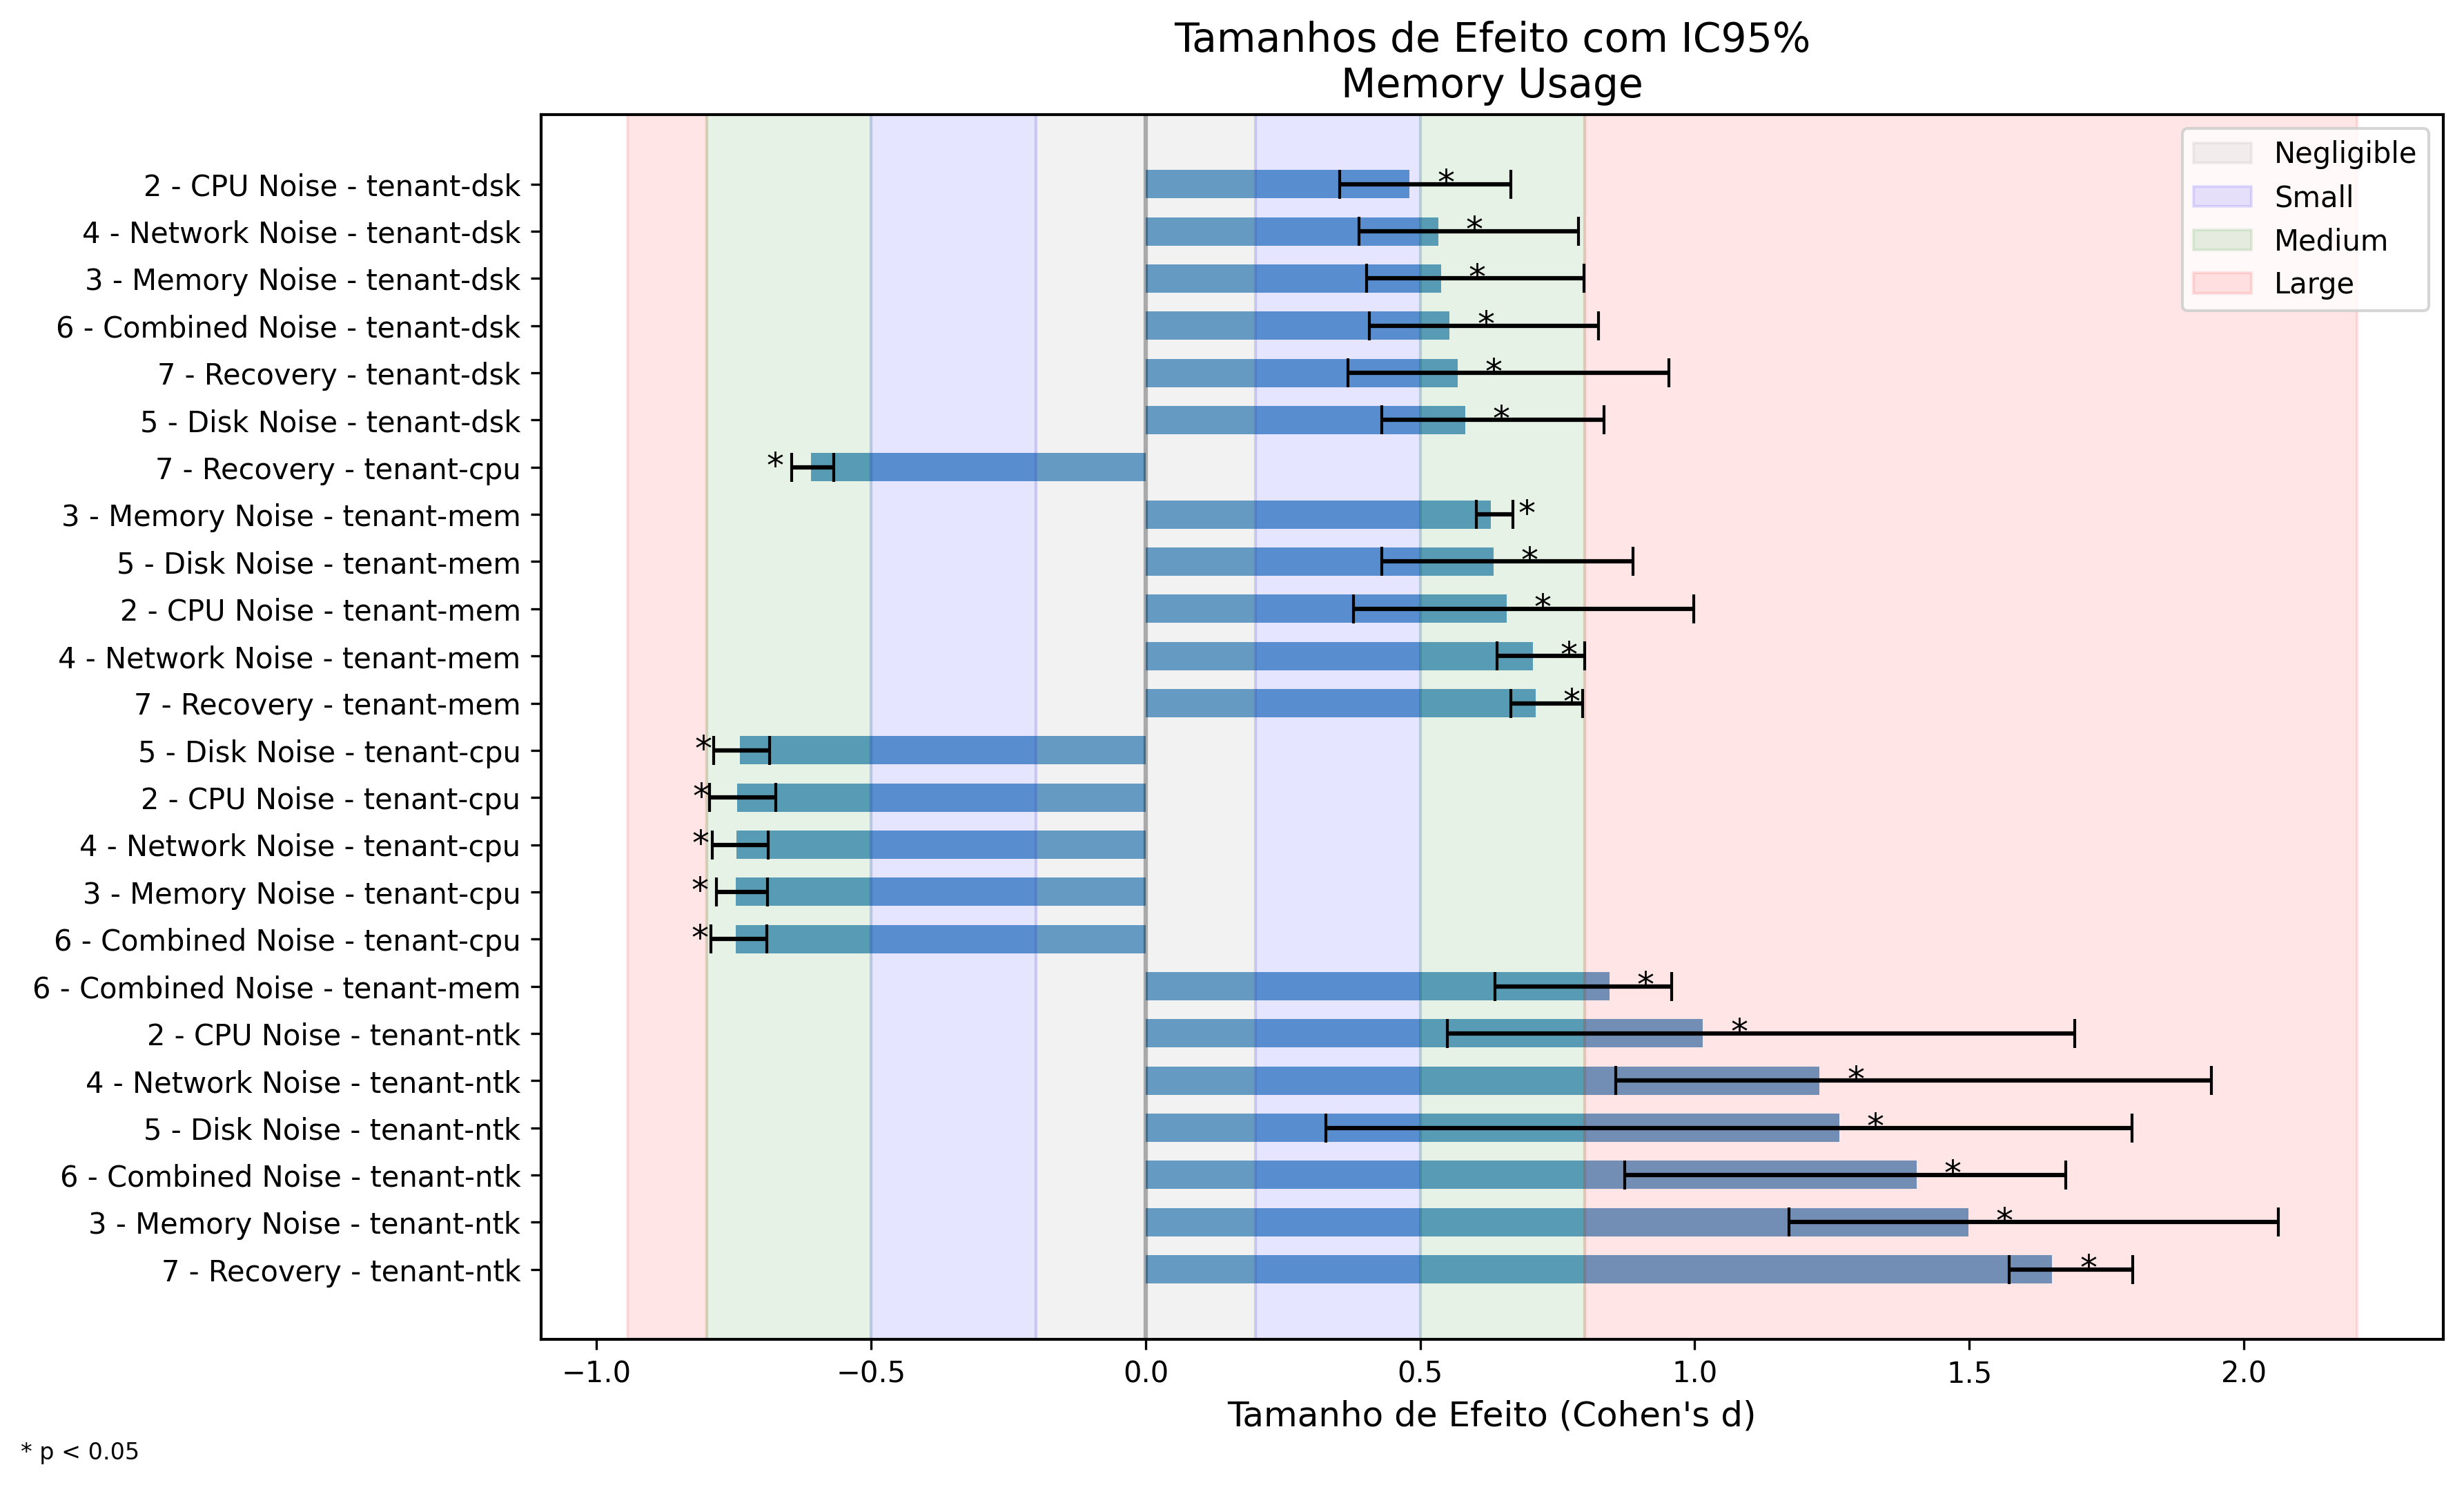 Tamanhos de Efeito com IC95%
Memory Usage
Negligible
Small
Medium
Large
2 - CPU Noise - tenant-dsk
*
4 - Network Noise - tenant-dsk
*
3 - Memory Noise - tenant-dsk
*
6 - Combined Noise - tenant-dsk
*
7 - Recovery - tenant-dsk
*
5 - Disk Noise - tenant-dsk
*
7 - Recovery - tenant-cpu
*
3 - Memory Noise - tenant-mem
*
5 - Disk Noise - tenant-mem
*
2 - CPU Noise - tenant-mem
*
4 - Network Noise - tenant-mem
*
7 - Recovery - tenant-mem
*
5 - Disk Noise - tenant-cpu
*
2 - CPU Noise - tenant-cpu
*
4 - Network Noise - tenant-cpu
*
3 - Memory Noise - tenant-cpu
*
6 - Combined Noise - tenant-cpu
*
6 - Combined Noise - tenant-mem
*
2 - CPU Noise - tenant-ntk
*
4 - Network Noise - tenant-ntk
*
5 - Disk Noise - tenant-ntk
*
6 - Combined Noise - tenant-ntk
*
3 - Memory Noise - tenant-ntk
*
7 - Recovery - tenant-ntk
*
−1.0 −0.5 0.0 0.5 1.0 1.5 2.0
Tamanho de Efeito (Cohen's d)
* p < 0.05